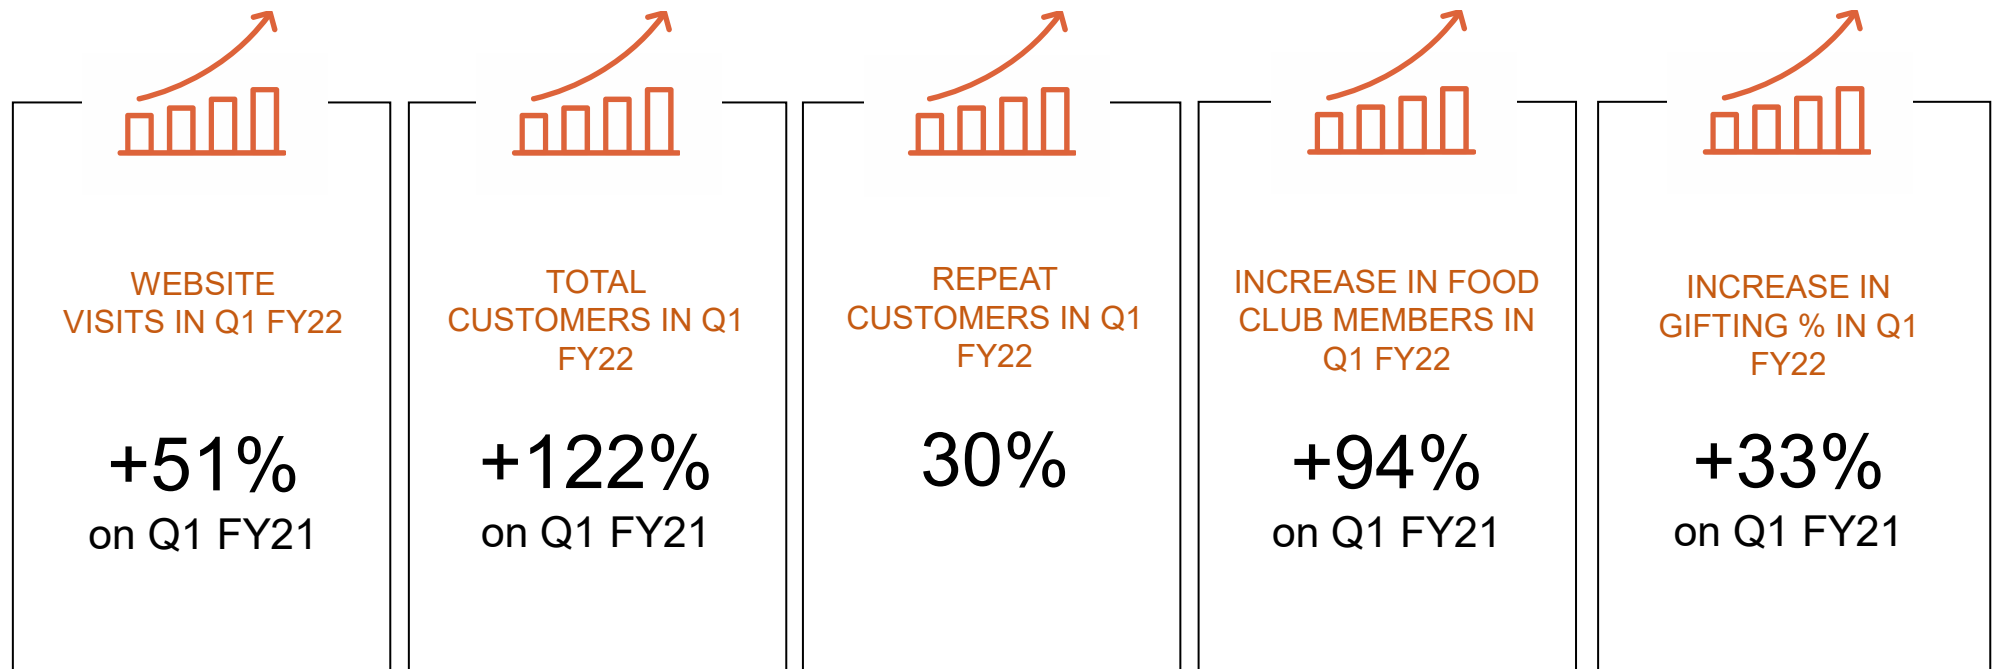 WEBSITE
VISITS IN Q1 FY22
+51%
on Q1 FY21
TOTAL
CUSTOMERS IN Q1
FY22
+122%
on Q1 FY21
REPEAT
CUSTOMERS IN Q1
FY22
30%
INCREASE IN FOOD
CLUB MEMBERS IN
Q1 FY22
+94%
on Q1 FY21
INCREASE IN
GIFTING % IN Q1
FY22
+33%
on Q1 FY21